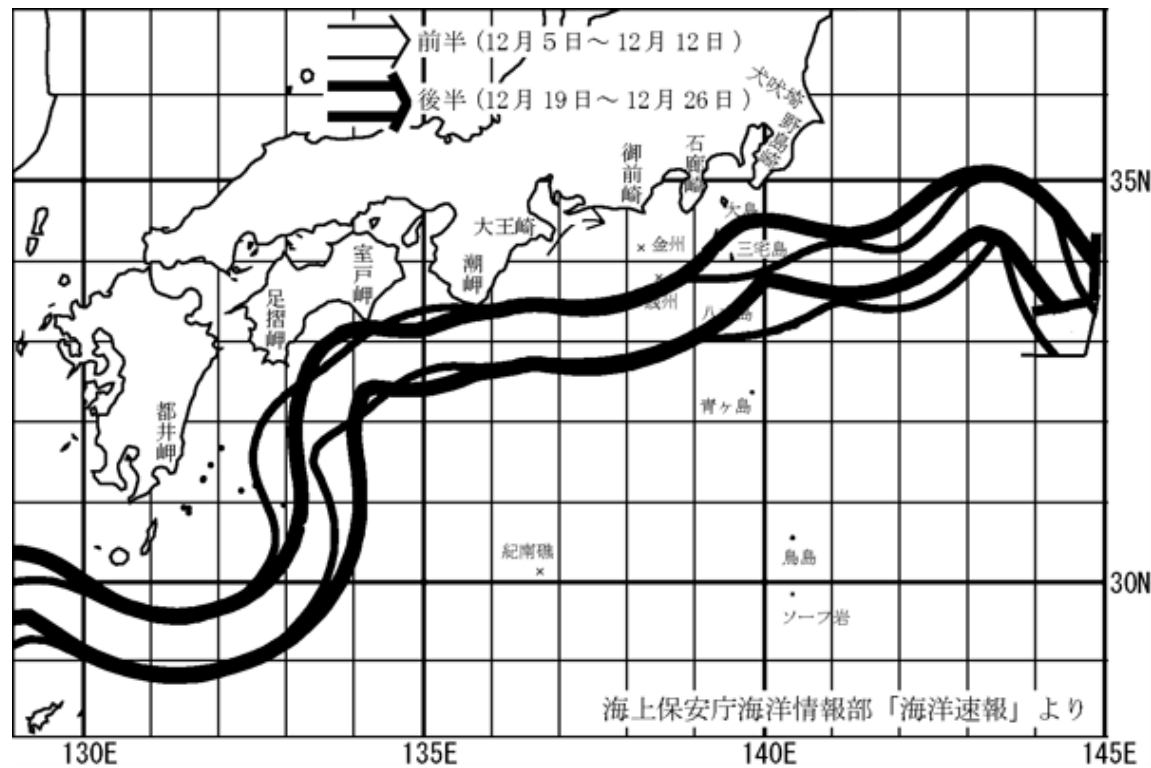 前半 (12月5日～12月12日)
後半 (12月19日～12月26日)
犬吠埼
野島崎
石廊崎
御前崎
35N
大島
大王崎
金州
三宅島
室戸岬
潮岬
足摺岬
銭州
八丈島
青ヶ島
都井岬
紀南礁
鳥島
30N
ソーフ岩
海上保安庁海洋情報部「海洋速報」より
130E
135E
140E
145E